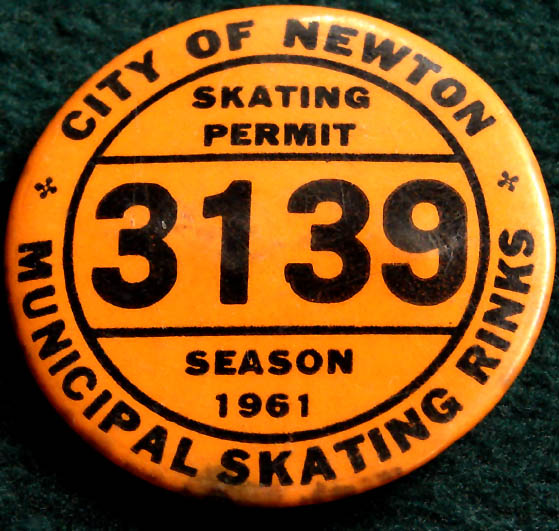 CITY OF NEWTON
SKATING
PERMIT
3139
SEASON
1961
MUNICIPAL SKATING RINKS